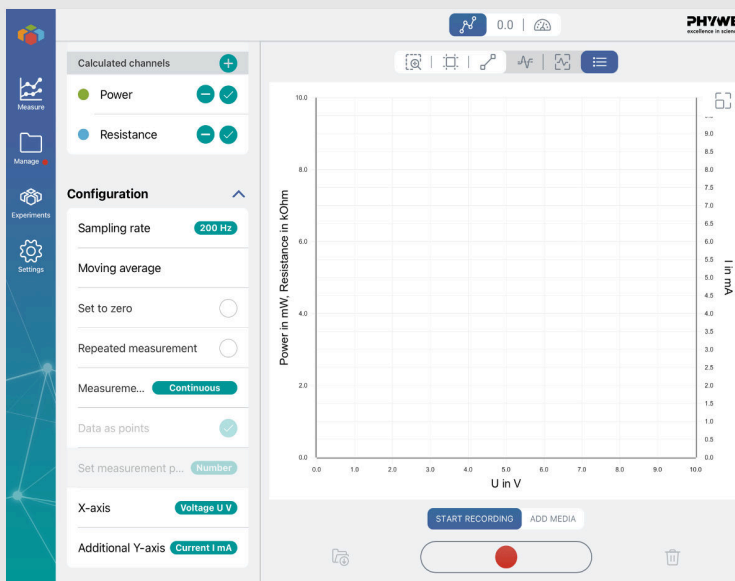 0.0
PHYWE
excellence in science
Measure
Manage
Experiments
Settings
Calculated channels
Power
Resistance
Configuration
Sampling rate 200 Hz
Moving average
Set to zero
Repeated measurement
Measureme... Continuous
Data as points
Set measurement p... Number
X-axis Voltage U V
Additional Y-axis Current I mA
Power in mW, Resistance in kOhm
10.0
8.0
6.0
4.0
2.0
0.0
0.0 1.0 2.0 3.0 4.0 5.0 6.0 7.0 8.0 9.0 10.0
U in V
9.0
8.5
8.0
7.5
7.0
6.5
6.0
5.5
5.0
4.5
4.0
3.5
3.0
2.5
2.0
1.5
1.0
0.5
0.0
I in mA
START RECORDING ADD MEDIA